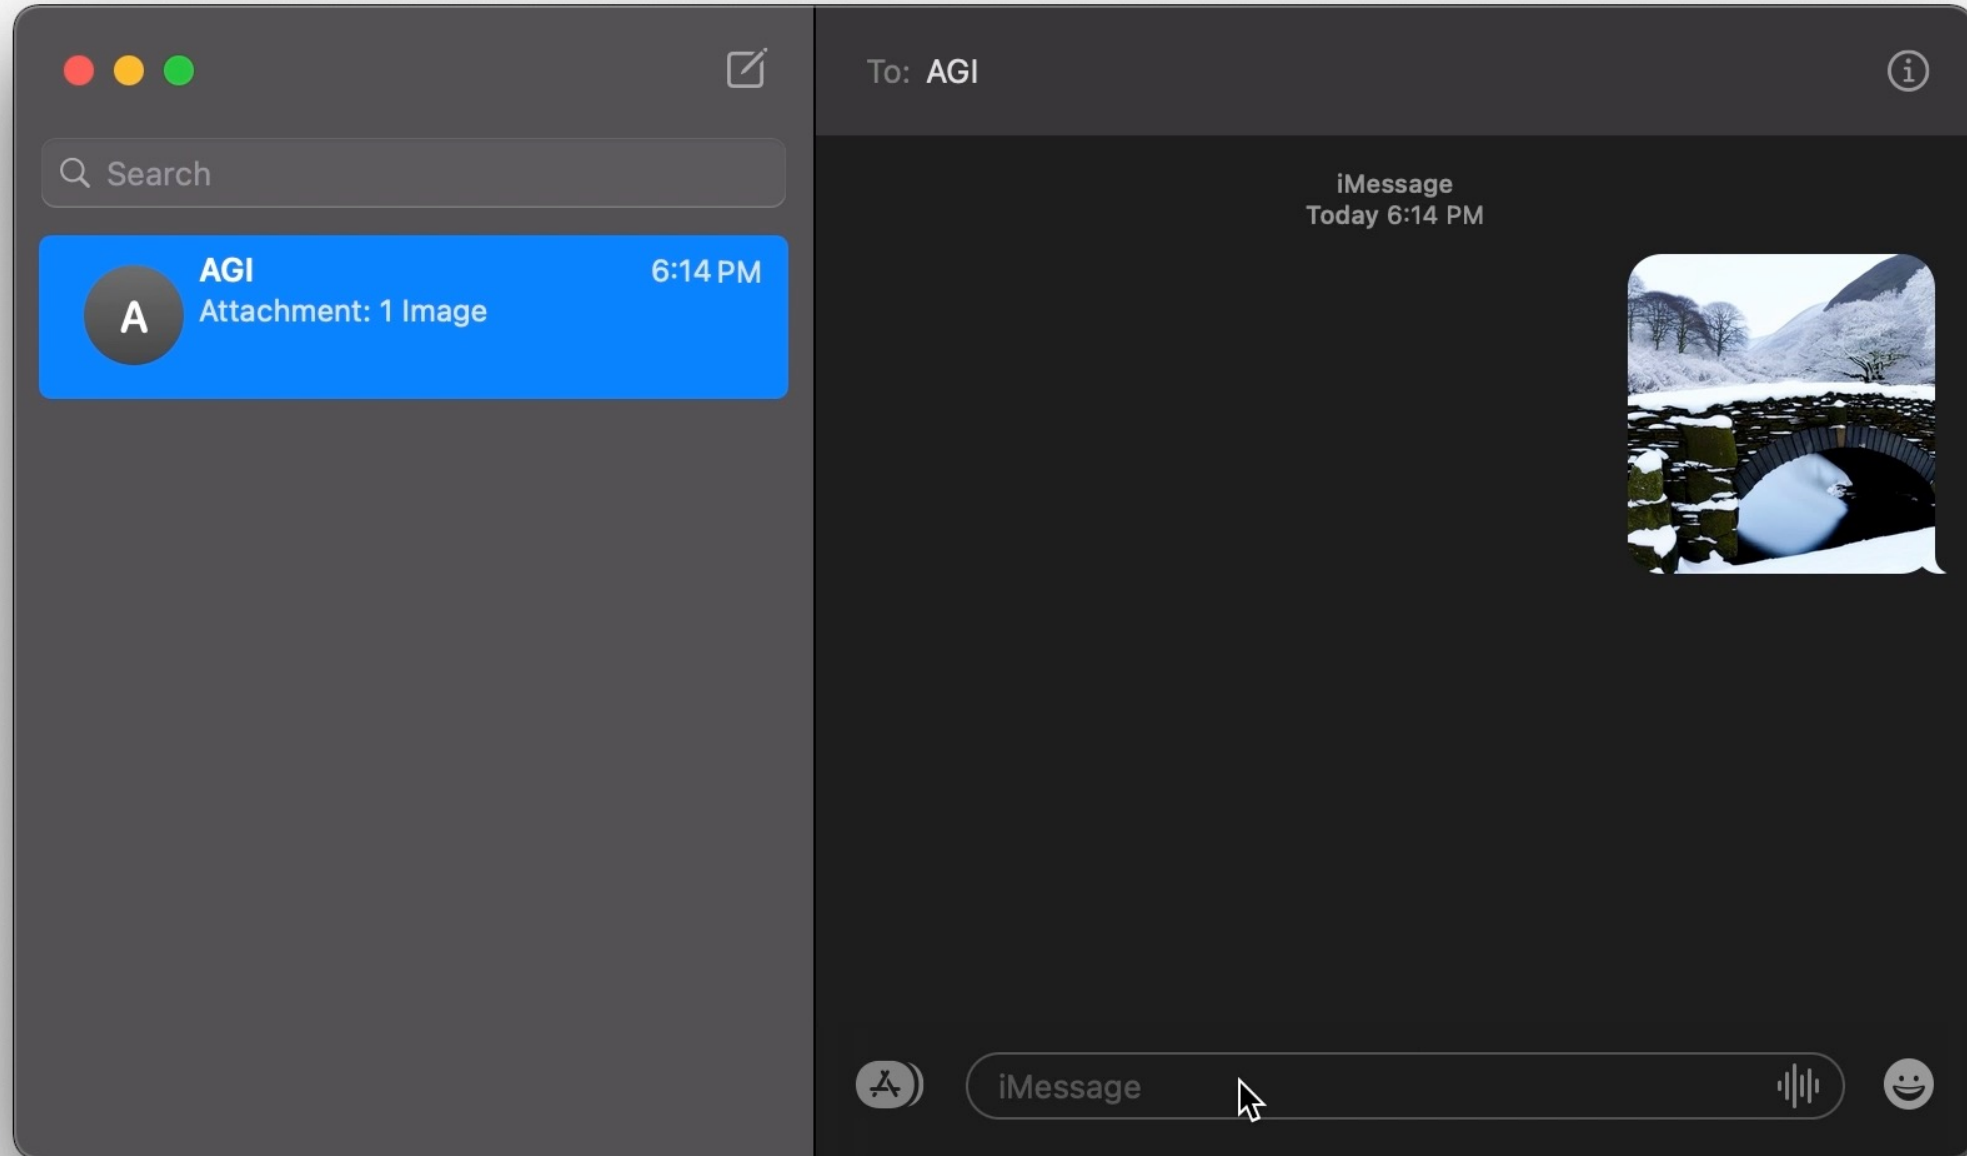 Search
AGI 6:14 PM
A
Attachment: 1 Image
To: AGI
iMessage
Today 6:14 PM
iMessage